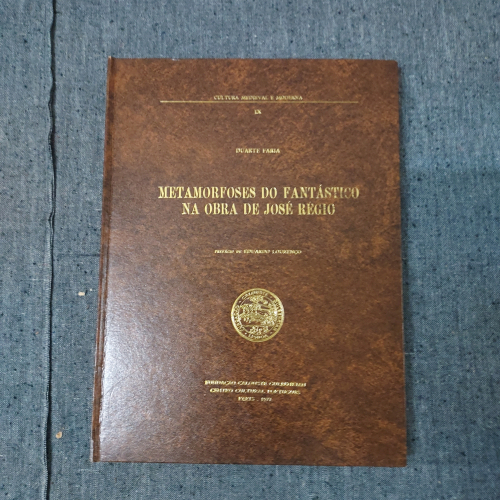 CULTURA MEDIEVAL E MODERNA
IX
DUARTE FARIA
METAMORFOSES DO FANTÁSTICO
NA OBRA DE JOSÉ REGIO
PREFÁCIO DE EDUARDO LOURENÇO
FUNDAÇÃO CALOUSTE GULBENKIAN
CENTRO CULTURAL PORTUGUÊS
PARIS - 1977